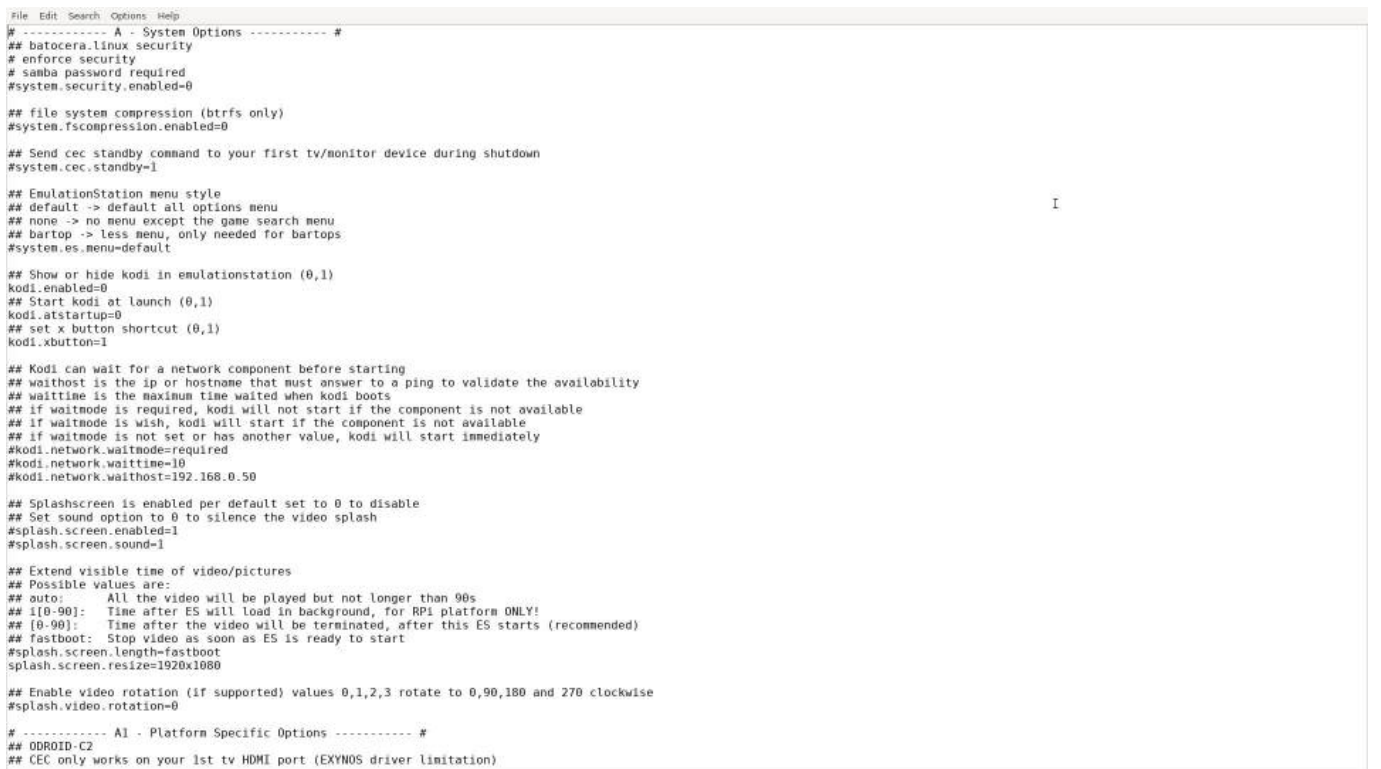 File Edit Search Options Help
# ------------ A - System Options ----------- #
## batocera.linux security
# enforce security
# samba password required
#system.security.enabled=0
## file system compression (btrfs only)
#system.fscompression.enabled=0
## Send cec standby command to your first tv/monitor device during shutdown
#system.cec.standby=1
## EmulationStation menu style
## default -> default all options menu
## none -> no menu except the game search menu
## bartop -> less menu, only needed for bartops
#system.es.menu=default
## Show or hide kodi in emulationstation (0,1)
kodi.enabled=0
## Start kodi at launch (0,1)
kodi.atstartup=0
## set x button shortcut (0,1)
kodi.xbutton=1
## Kodi can wait for a network component before starting
## waithost is the ip or hostname that must answer to a ping to validate the availability
## waittime is the maximum time waited when kodi boots
## if waitmode is required, kodi will not start if the component is not available
## if waitmode is wish, kodi will start if the component is not available
## if waitmode is not set or has another value, kodi will start immediately
#kodi.network.waitmode=required
#kodi.network.waittime=10
#kodi.network.waithost=192.168.0.50
## Splashscreen is enabled per default set to 0 to disable
## Set sound option to 0 to silence the video splash
#splash.screen.enabled=1
#splash.screen.sound=1
## Extend visible time of video/pictures
## Possible values are:
## auto:      All the video will be played but not longer than 90s
## i[0-90]:   Time after ES will load in background, for RPi platform ONLY!
## [0-90]:    Time after the video will be terminated, after this ES starts (recommended)
## fastboot:  Stop video as soon as ES is ready to start
#splash.screen.length=fastboot
splash.screen.resize=1920x1080
## Enable video rotation (if supported) values 0,1,2,3 rotate to 0,90,180 and 270 clockwise
#splash.video.rotation=0
# ------------ A1 - Platform Specific Options ----------- #
## ODROID-C2
## CEC only works on your 1st tv HDMI port (EXYNOS driver limitation)